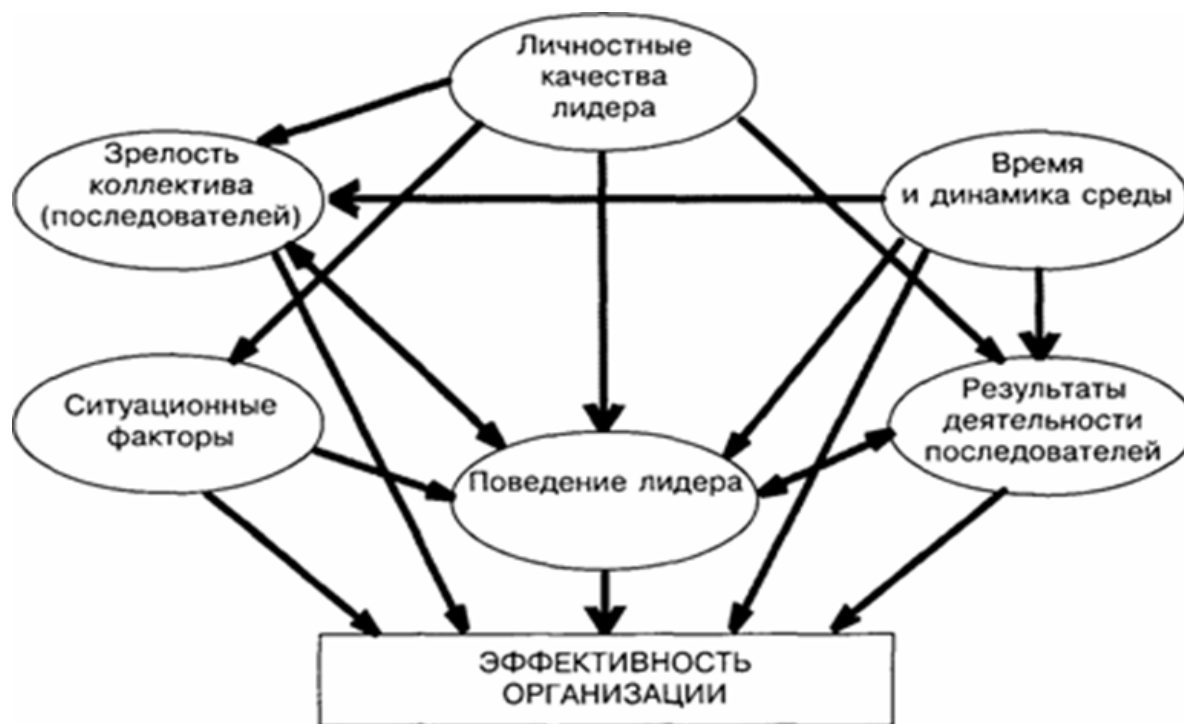 Личностные
качества
лидера
Зрелость
коллектива
(последователей)
Время
и динамика среды
Ситуационные
факторы
Поведение лидера
Результаты
деятельности
последователей
ЭФФЕКТИВНОСТЬ
ОРГАНИЗАЦИИ